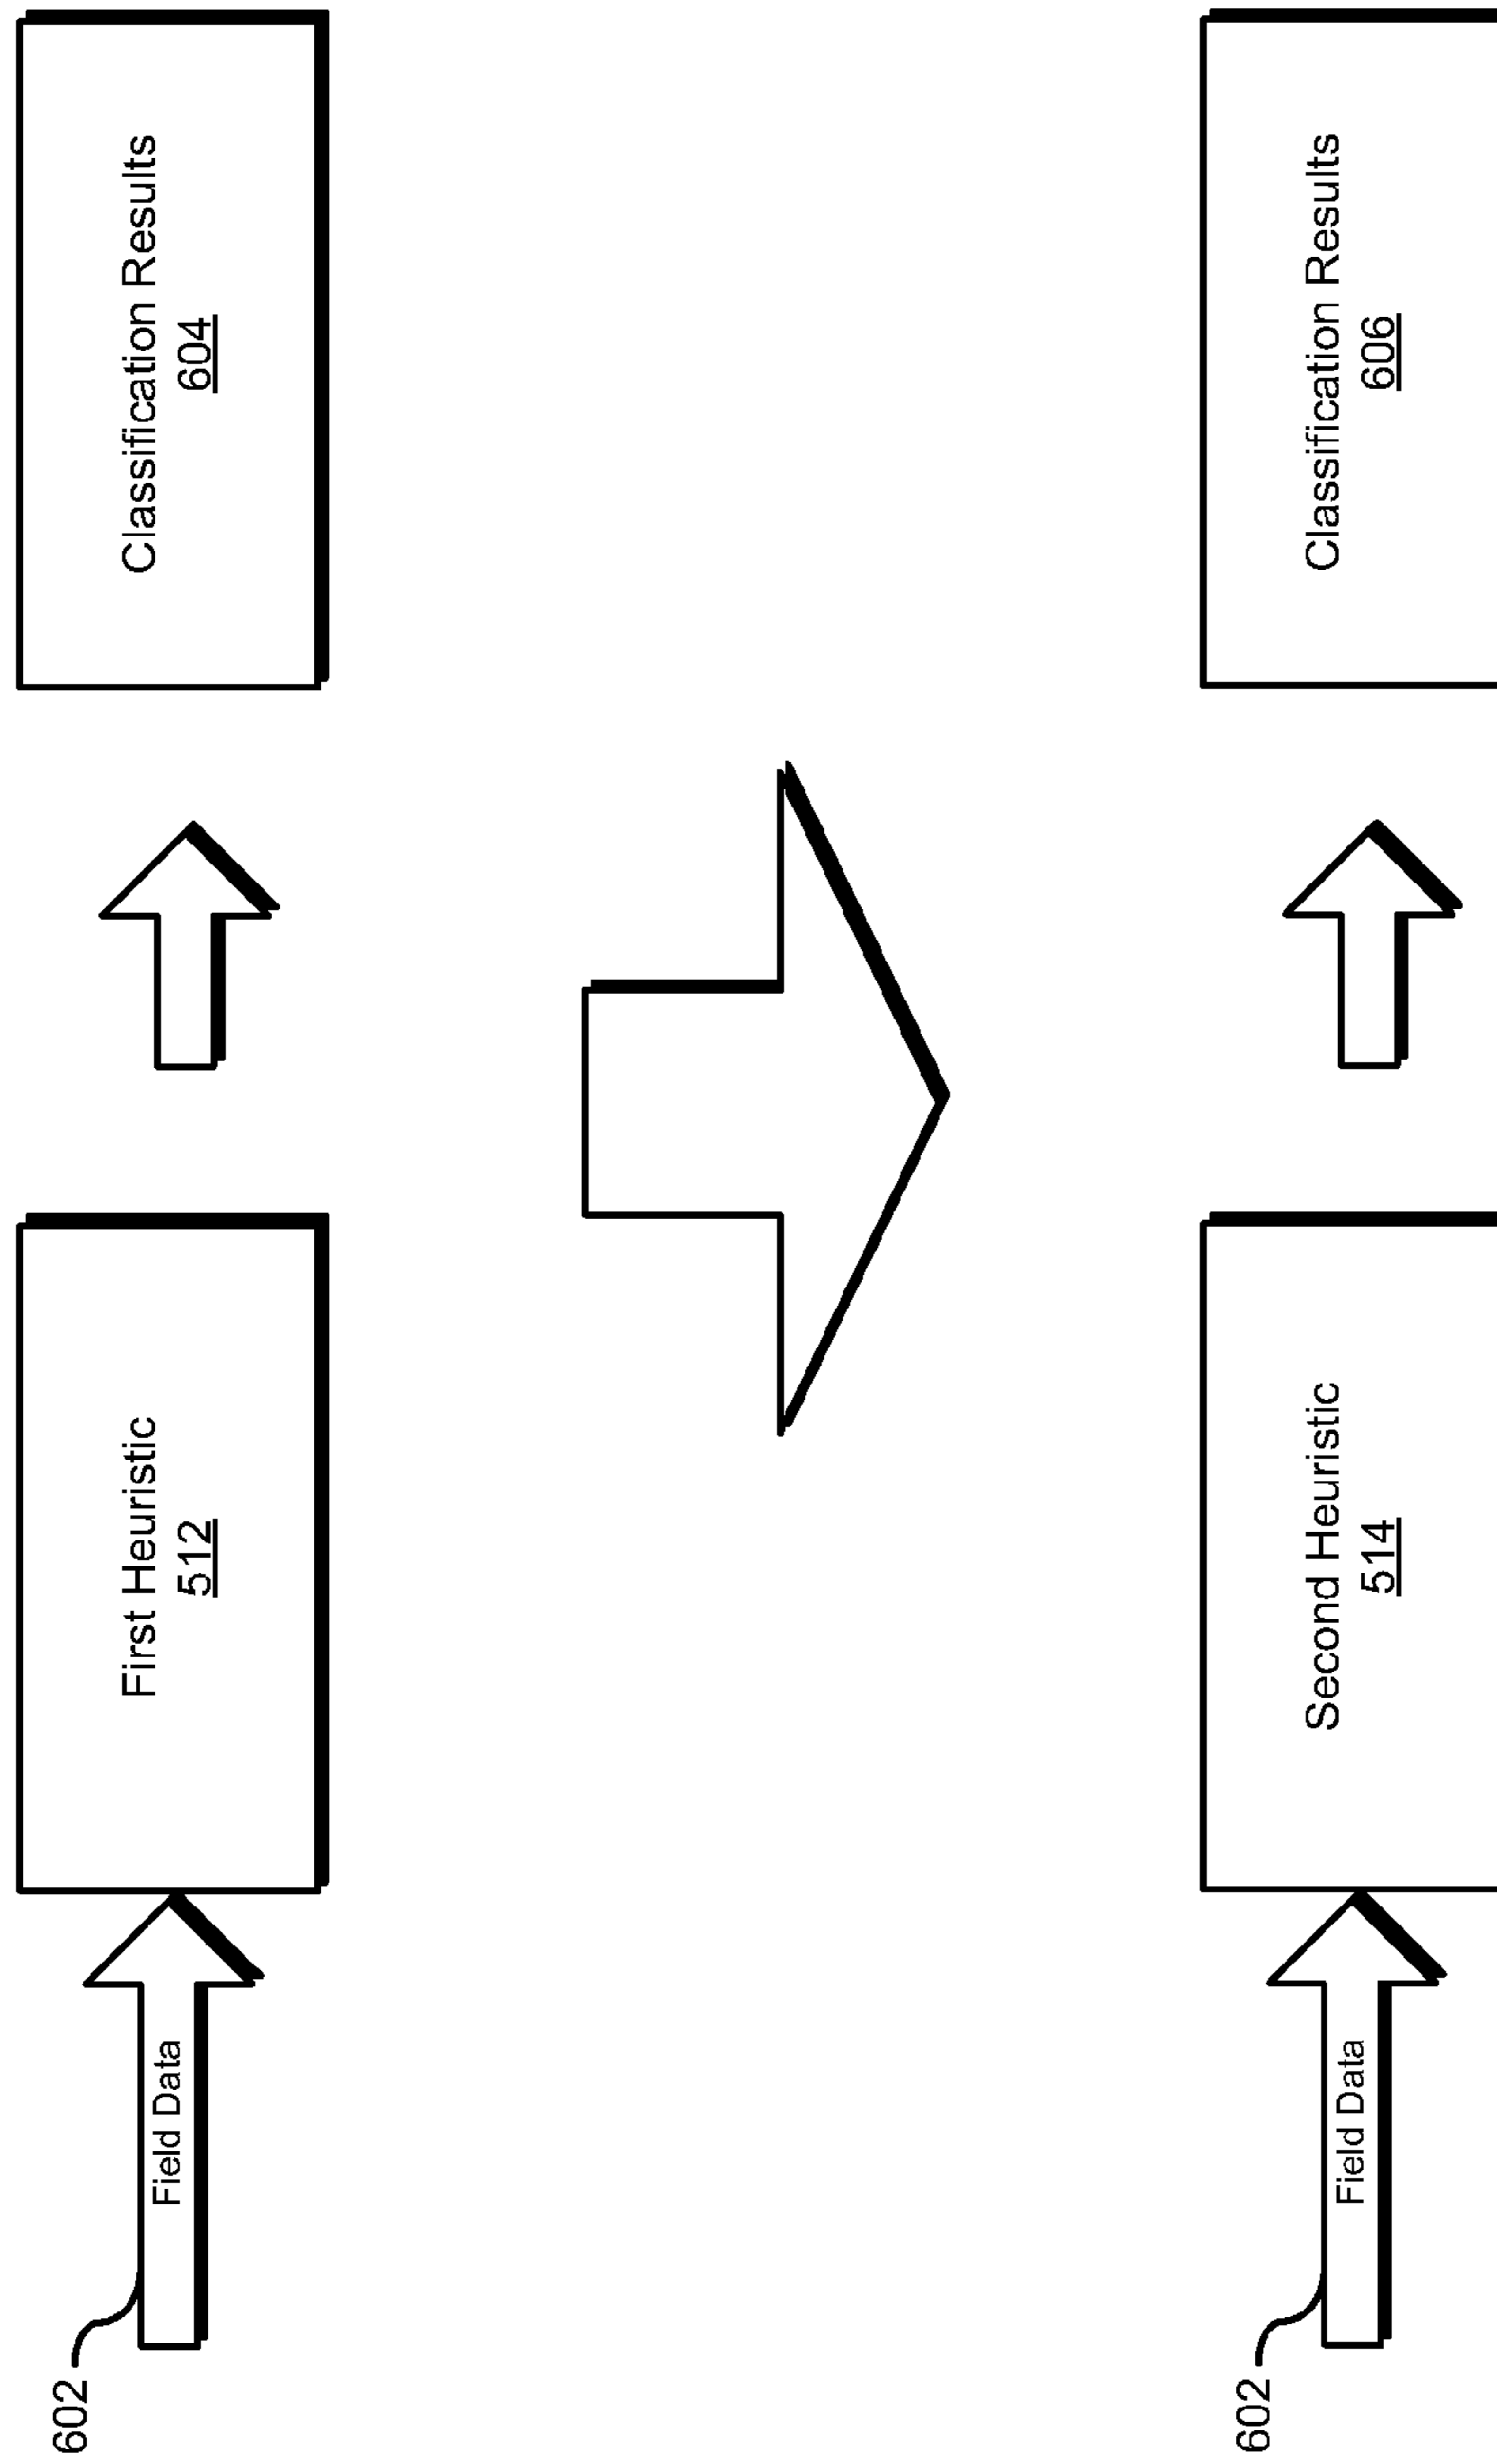 602
Field Data
First Heuristic
512
Classification Results
604
602
Field Data
Second Heuristic
514
Classification Results
606